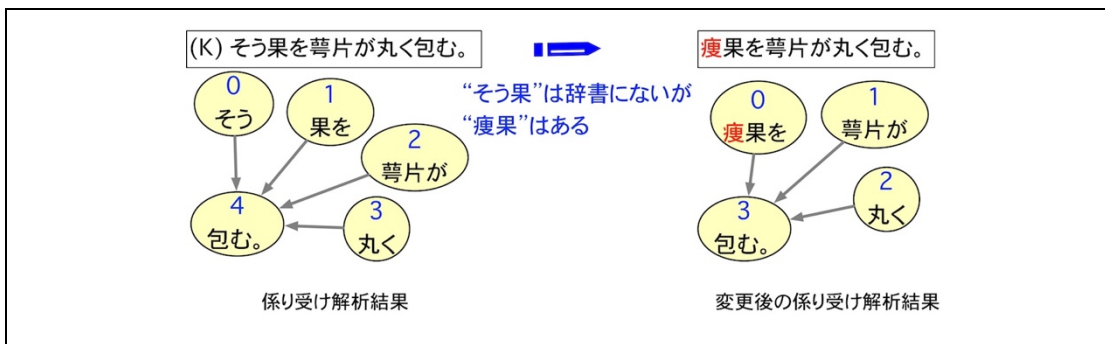 (K) そう果を萼片が丸く包む。
痩果を萼片が丸く包む。
“そう果”は辞書にないが
“痩果”はある
0
そう
1
果を
2
萼片が
3
丸く
4
包む。
0
痩果を
1
萼片が
2
丸く
3
包む。
係り受け解析結果
変更後の係り受け解析結果